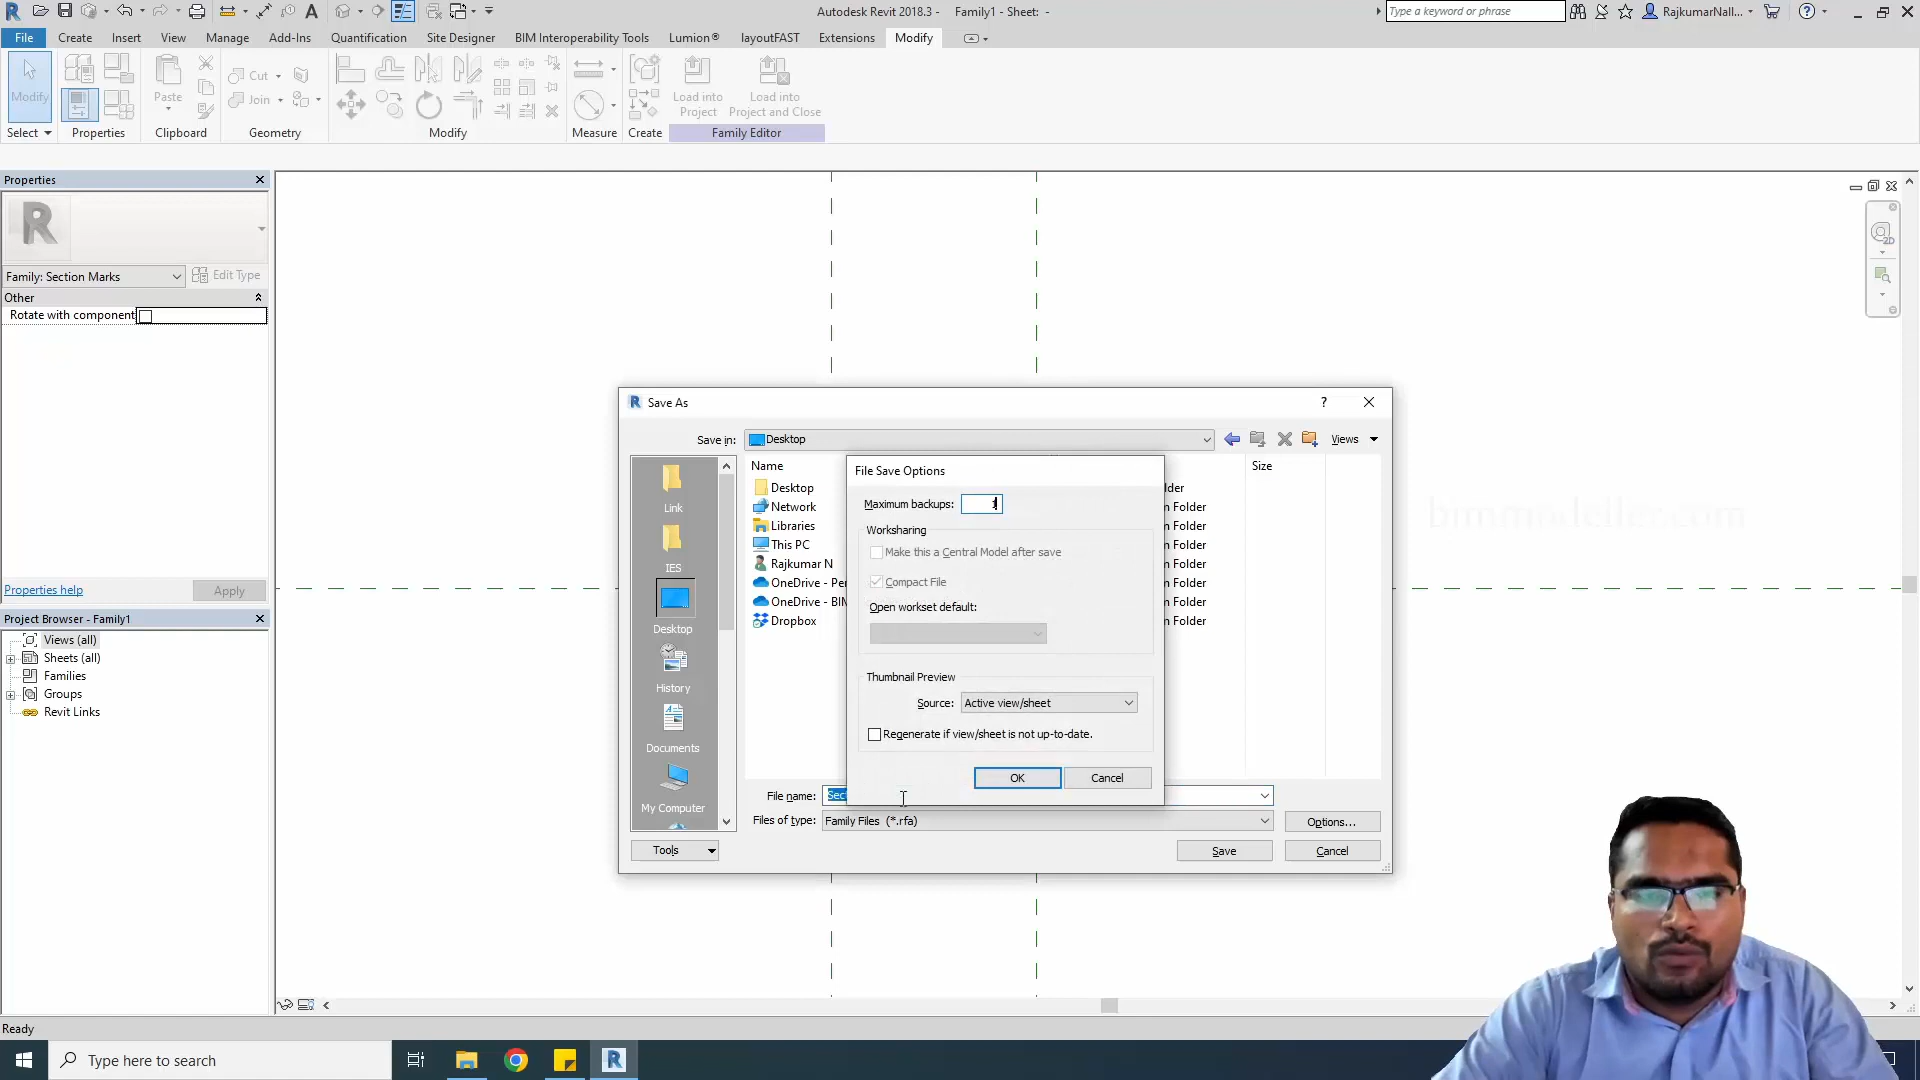 Autodesk Revit 2018.3 - Family1 - Sheet: -
Type a keyword or phrase
RajkumarNall...
File Create Insert View Manage Add-Ins Quantification Site Designer BIM Interoperability Tools Lumion® layoutFAST Extensions Modify
Modify
Paste
Cut
Join
Load into
Project
Load into
Project and Close
Select Properties Clipboard Geometry Modify Measure Create Family Editor
Properties
Family: Section Marks
Edit Type
Other
Rotate with component
Properties help
Apply
Project Browser - Family1
Views (all)
Sheets (all)
Families
Groups
Revit Links
Save As
Save in:
Desktop
Views
Link
IES
Desktop
History
Documents
My Computer
Name
Size
Desktop
Network
Libraries
This PC
Rajkumar N
OneDrive - Per
OneDrive - BIM
Dropbox
lder
n Folder
n Folder
n Folder
n Folder
n Folder
n Folder
n Folder
File Save Options
Maximum backups: 1
Worksharing
Make this a Central Model after save
Compact File
Open workset default:
Thumbnail Preview
Source: Active view/sheet
Regenerate if view/sheet is not up-to-date.
OK
Cancel
File name: Sec
Files of type: Family Files (*.rfa)
Options...
Tools
Save
Cancel
bimmodeller.com
2D
Ready
Type here to search